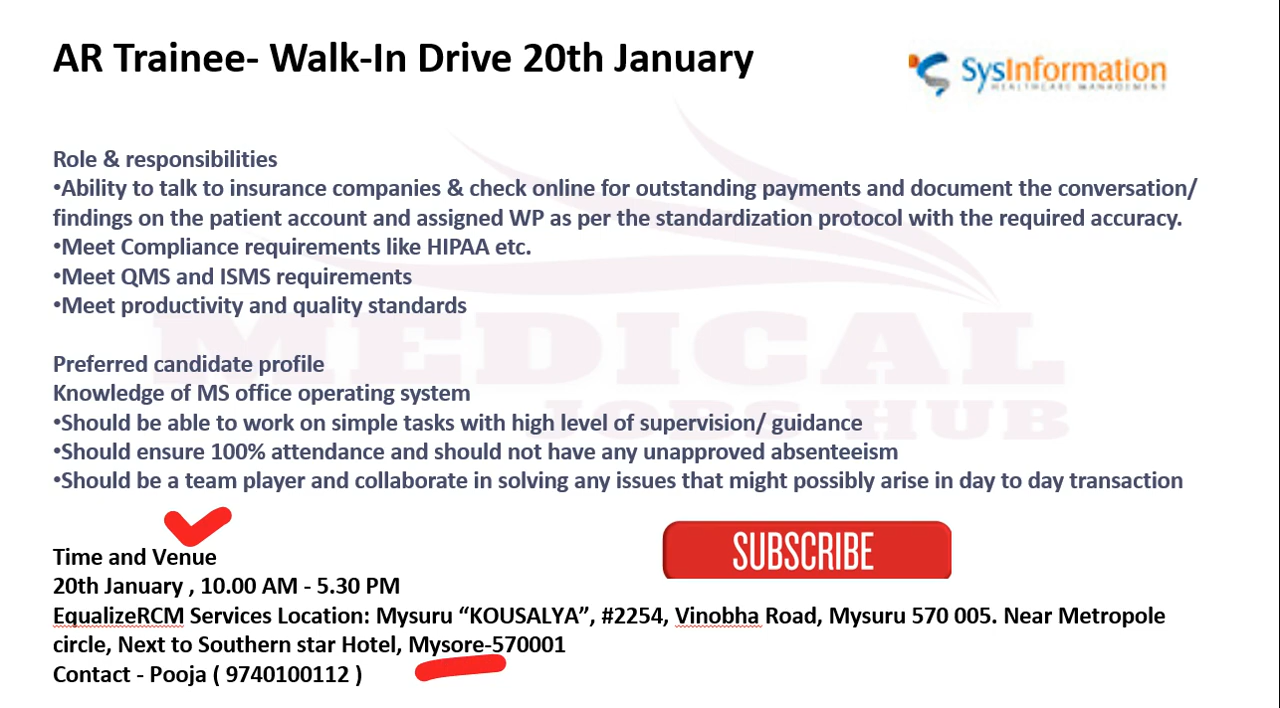 AR Trainee- Walk-In Drive 20th January
SysInformation
HEALTHCARE MANAGEMENT
Role & responsibilities
•Ability to talk to insurance companies & check online for outstanding payments and document the conversation/
findings on the patient account and assigned WP as per the standardization protocol with the required accuracy.
•Meet Compliance requirements like HIPAA etc.
•Meet QMS and ISMS requirements
•Meet productivity and quality standards
MEDICAL
JOBS HUB
Preferred candidate profile
Knowledge of MS office operating system
•Should be able to work on simple tasks with high level of supervision/ guidance
•Should ensure 100% attendance and should not have any unapproved absenteeism
•Should be a team player and collaborate in solving any issues that might possibly arise in day to day transaction
SUBSCRIBE
Time and Venue
20th January , 10.00 AM - 5.30 PM
EqualizeRCM Services Location: Mysuru “KOUSALYA”, #2254, Vinobha Road, Mysuru 570 005. Near Metropole
circle, Next to Southern star Hotel, Mysore-570001
Contact - Pooja ( 9740100112 )